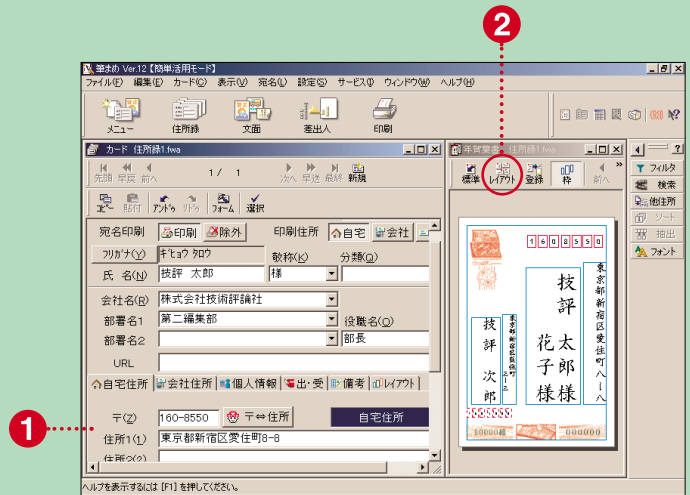 ❷
筆まめ Ver.12【簡単活用モード】
ファイル(F) 編集(E) カード(C) 表示(V) 宛名(L) 設定(S) サービス(I) ウィンドウ(W) ヘルプ(H)
メニュー 住所録 文面 差出人 印刷
カード 住所録1.fwa
先頭 早戻 前へ 1 / 1 次へ 早送 最終 新規
貼付 アンドゥ リドゥ フォーム 選択
宛名印刷 印刷 除外 印刷住所 自宅 会社
フリガナ(Y) ギヒョウ タロウ 敬称(K) 分類(Q)
氏 名(N) 技評 太郎 様
会社名(R) 株式会社技術評論社
部署名1 第二編集部 役職名(O)
部署名2 部長
URL
自宅住所 会社住所 個人情報 出・受 備考 レイアウト
❶
〒(Z) 160-8550 〒⇔住所 自宅住所
住所1(1) 東京都新宿区愛住町8-8
住所2(2)
年賀葉書 住所録1.fwa
標準 レイアウト 登録 枠 前へ
1608550
東京都新宿区愛住町八ー八
技評 太郎様
花子様
技評 次郎
10000組 000000
フィルタ
検索
他住所
ソート
抽出
フォント
ヘルプを表示するには [F1] を押してください。